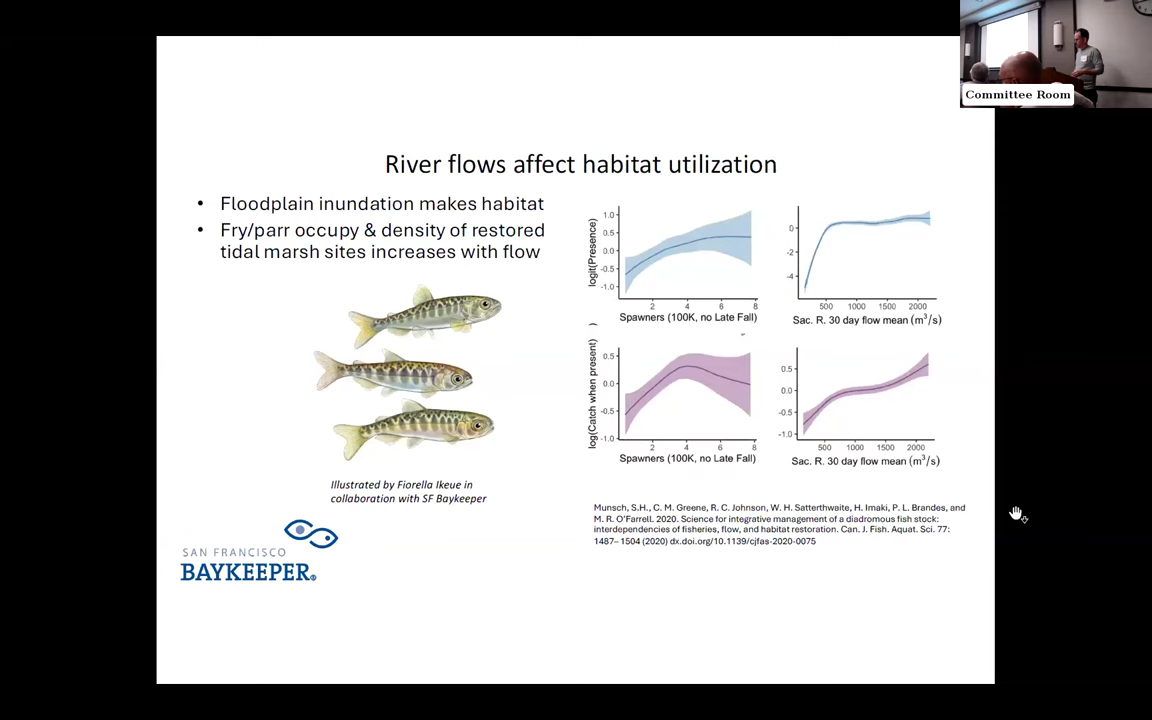 Committee Room
River flows affect habitat utilization
• Floodplain inundation makes habitat
• Fry/parr occupy & density of restored
tidal marsh sites increases with flow
Illustrated by Fiorella Ikeue in
collaboration with SF Baykeeper
SAN FRANCISCO
BAYKEEPER®
logit(Presence)
1.0
0.5
0.0
-0.5
-1.0
2 4 6 8
Spawners (100K, no Late Fall)
0
-2
-4
500 1000 1500 2000
Sac. R. 30 day flow mean (m³/s)
log(Catch when present)
0.5
0.0
-0.5
-1.0
2 4 6 8
Spawners (100K, no Late Fall)
0.5
0.0
-0.5
-1.0
500 1000 1500 2000
Sac. R. 30 day flow mean (m³/s)
Munsch, S.H., C. M. Greene, R. C. Johnson, W. H. Satterthwaite, H. Imaki, P. L. Brandes, and
M. R. O'Farrell. 2020. Science for integrative management of a diadromous fish stock:
interdependencies of fisheries, flow, and habitat restoration. Can. J. Fish. Aquat. Sci. 77:
1487– 1504 (2020) dx.doi.org/10.1139/cjfas-2020-0075